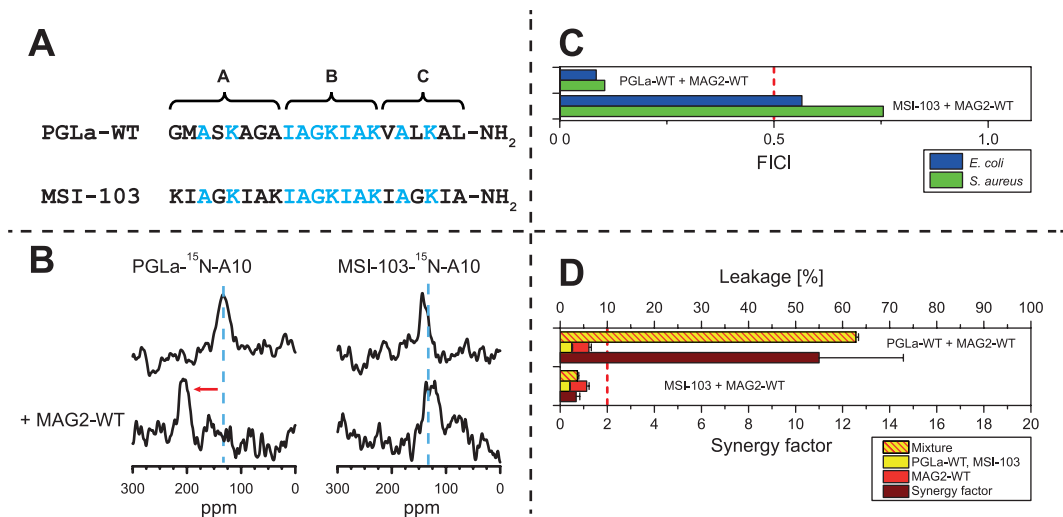 A
A B C
PGLa-WT GMASKAGAIAGKIAKVALKAL-NH2
MSI-103 KIAGKIAKIAGKIAKIAGKIA-NH2
B
PGLa-15N-A10 MSI-103-15N-A10
+ MAG2-WT
300 200 100 0 300 200 100 0
ppm ppm
C
PGLa-WT + MAG2-WT
MSI-103 + MAG2-WT
0 0 0.5 1.0
FICI
E. coli
S. aureus
D
Leakage [%]
0 10 20 30 40 50 60 70 80 90 100
PGLa-WT + MAG2-WT
MSI-103 + MAG2-WT
0 2 4 6 8 10 12 14 16 18 20
Synergy factor
Mixture
PGLa-WT, MSI-103
MAG2-WT
Synergy factor